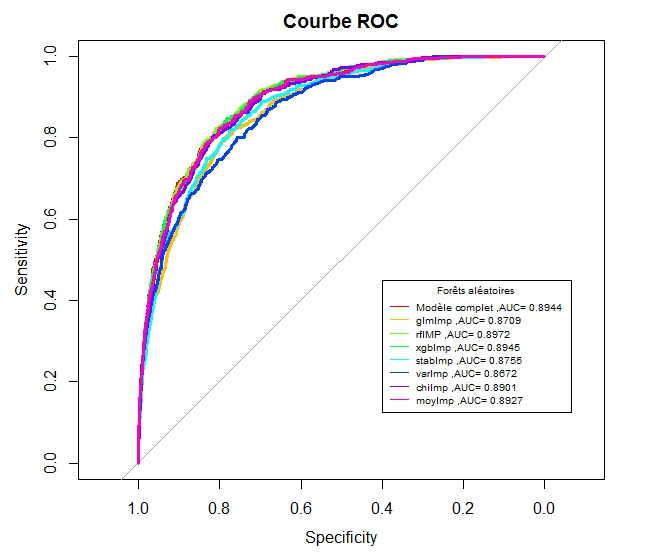 Courbe ROC
Sensitivity
1.0
0.8
0.6
0.4
0.2
0.0
Forêts aléatoires
Modèle complet ,AUC= 0.8944
glmImp ,AUC= 0.8709
rfIMP ,AUC= 0.8972
xgbImp ,AUC= 0.8945
stabImp ,AUC= 0.8755
varImp ,AUC= 0.8672
chiImp ,AUC= 0.8901
moyImp ,AUC= 0.8927
1.0 0.8 0.6 0.4 0.2 0.0
Specificity